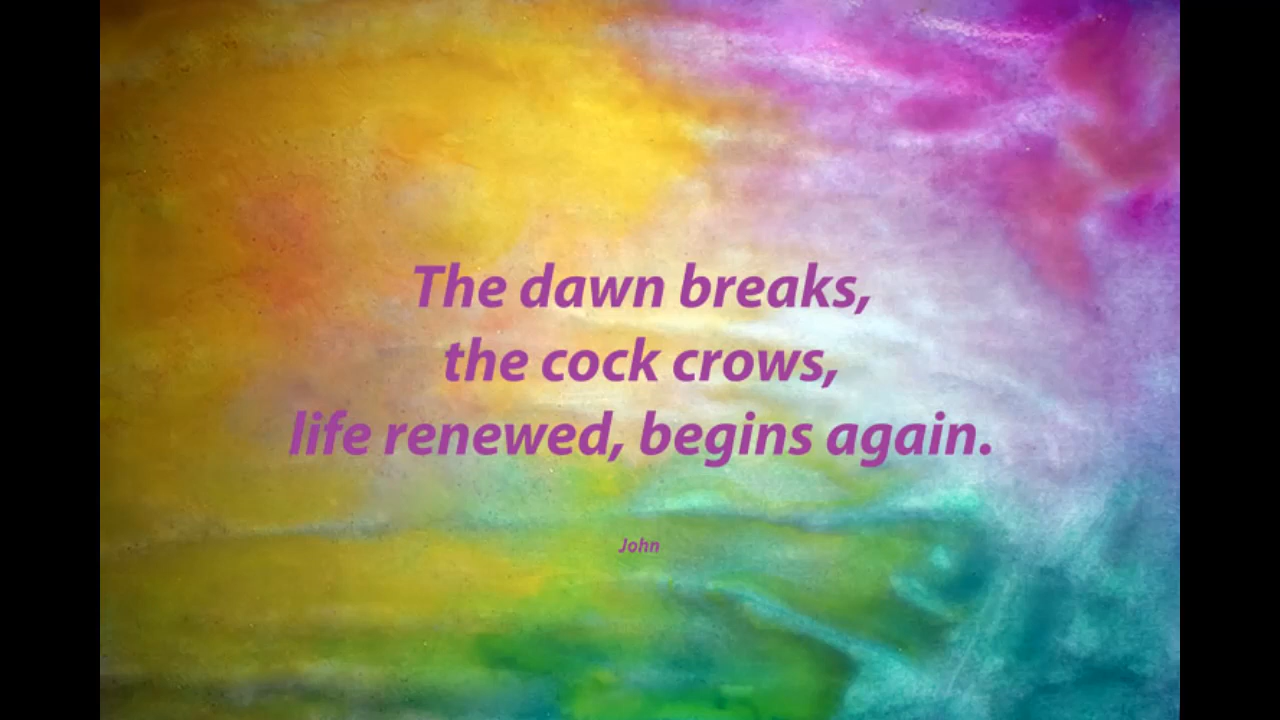 The dawn breaks,
the cock crows,
life renewed, begins again.
John